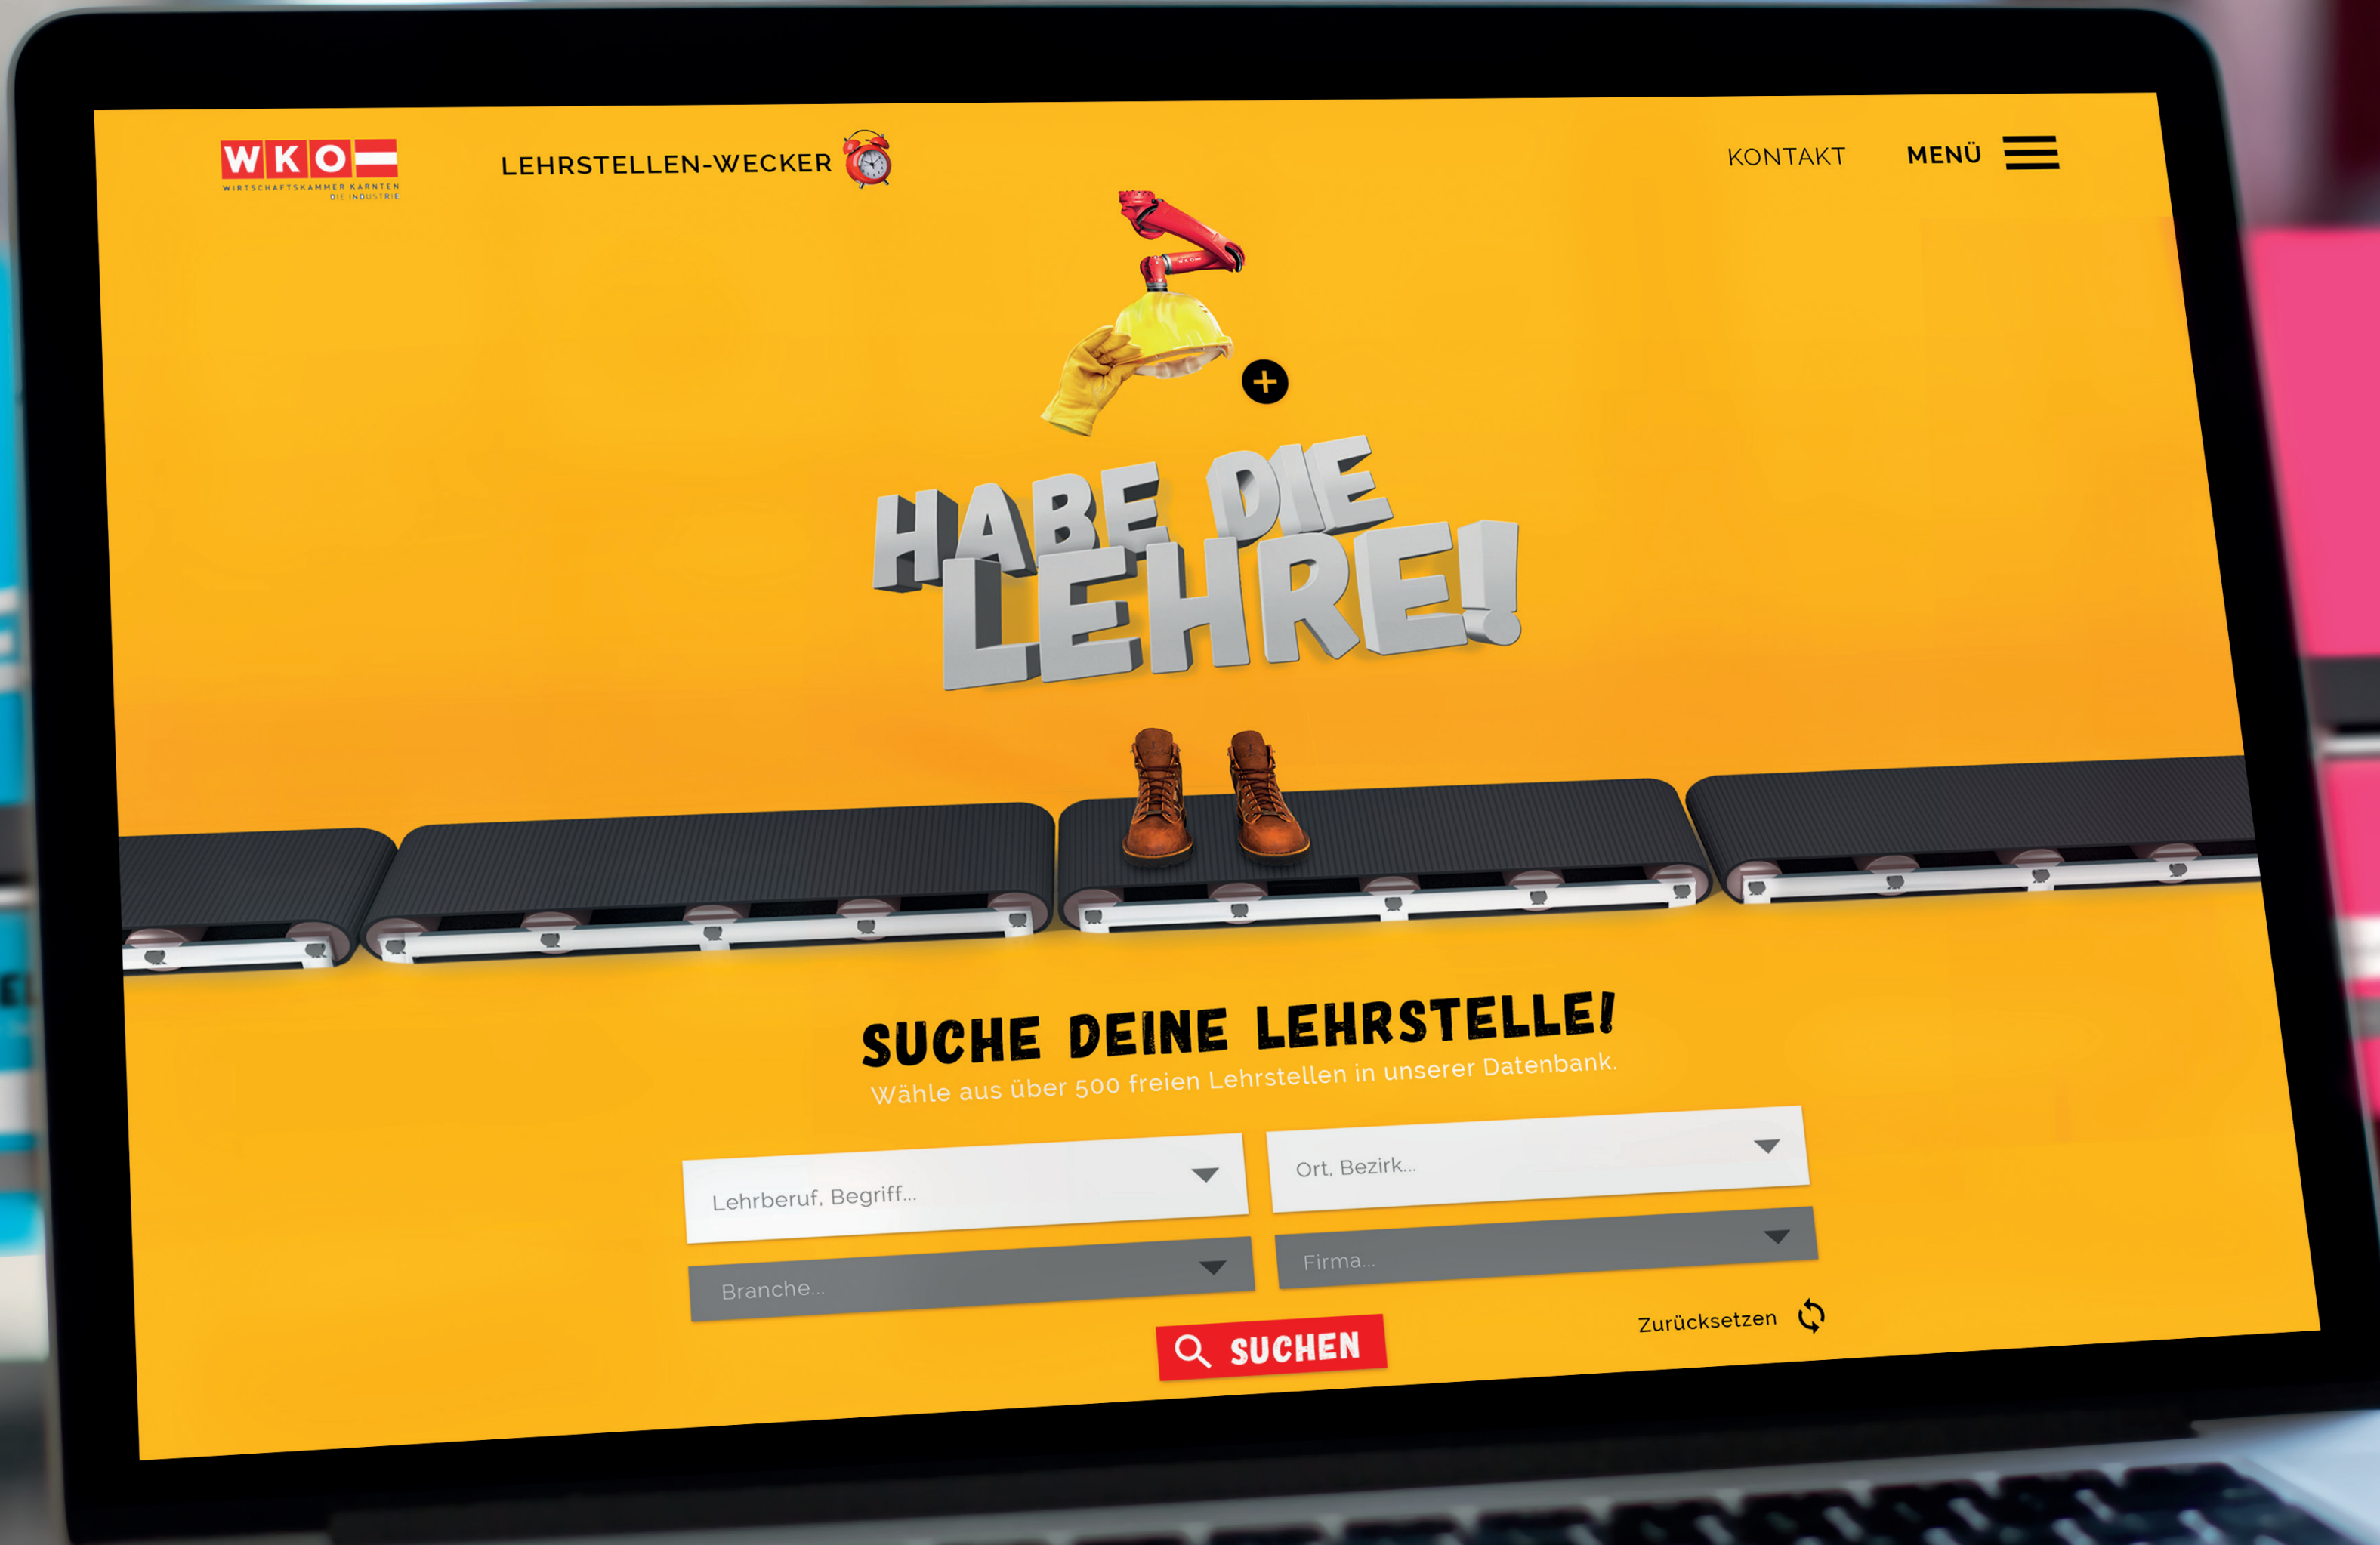 WKO
WIRTSCHAFTSKAMMER KÄRNTEN
DIE INDUSTRIE
LEHRSTELLEN-WECKER
KONTAKT
MENÜ
WKO
HABE DIE
LEHRE!
SUCHE DEINE LEHRSTELLE!
Wähle aus über 500 freien Lehrstellen in unserer Datenbank.
Lehrberuf, Begriff...
Ort, Bezirk...
Branche...
Firma...
SUCHEN
Zurücksetzen